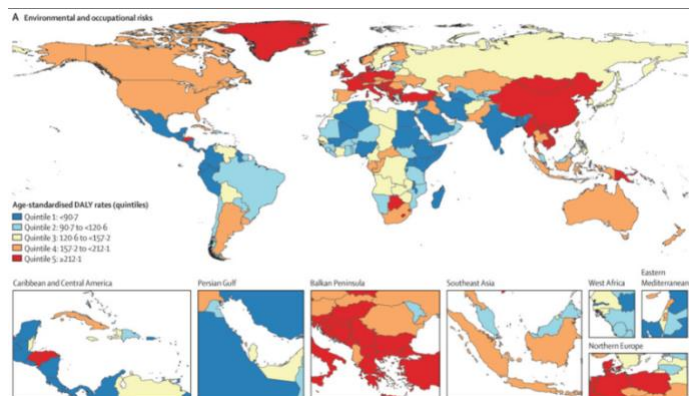 A Environmental and occupational risks
Age-standardised DALY rates (quintiles)
Quintile 1: <90·7
Quintile 2: 90·7 to <120·6
Quintile 3: 120·6 to <157·2
Quintile 4: 157·2 to <212·1
Quintile 5: ≥212·1
Caribbean and Central America
Persian Gulf
Balkan Peninsula
Southeast Asia
West Africa
Eastern
Mediterranean
Northern Europe